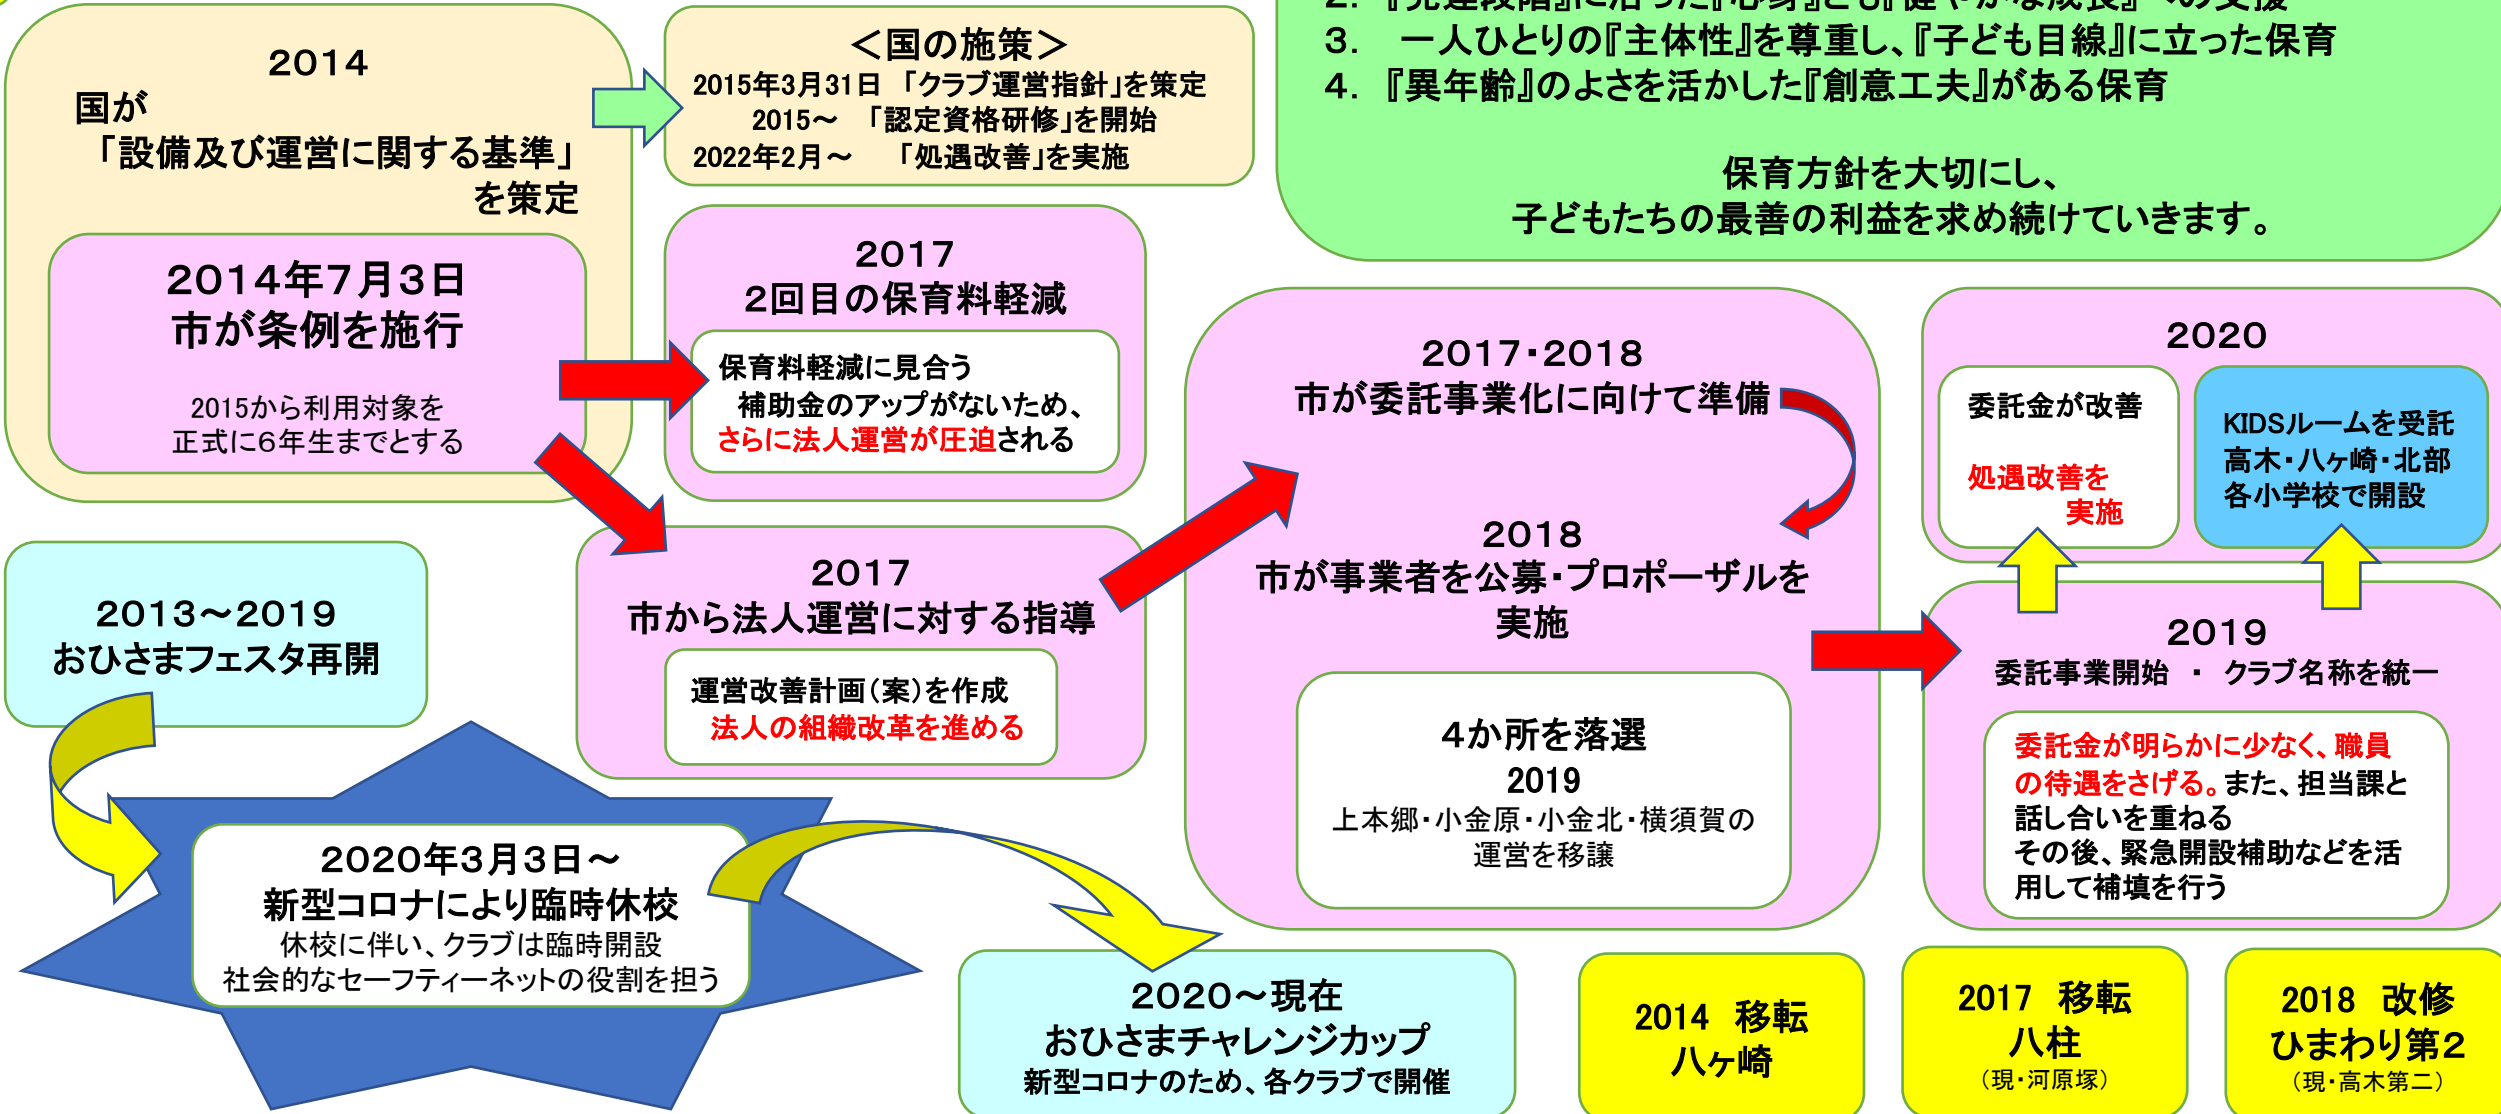 2014
国が
「設備及び運営に関する基準」
を策定
2014年7月3日
市が条例を施行
2015から利用対象を
正式に6年生までとする
＜国の施策＞
2015年3月31日 「クラブ運営指針」を策定
2015～ 「認定資格研修」を開始
2022年2月～ 「処遇改善」を実施
2. 『発達段階』に沿った『心身』とも『健やかな成長』への支援
3. 一人ひとりの『主体性』を尊重し、『子ども目線』に立った保育
4. 『異年齢』のよさを活かした『創意工夫』がある保育
保育方針を大切にし、
子どもたちの最善の利益を求め続けていきます。
2017
2回目の保育料軽減
保育料軽減に見合う
補助金のアップがないため、
さらに法人運営が圧迫される
2017
市から法人運営に対する指導
運営改善計画（案）を作成
法人の組織改革を進める
2017・2018
市が委託事業化に向けて準備
2018
市が事業者を公募・プロポーザルを
実施
4か所を落選
2019
上本郷・小金原・小金北・横須賀の
運営を移譲
2020
委託金が改善
処遇改善を
実施
KIDSルームを受託
高木・八ヶ崎・北部
各小学校で開設
2019
委託事業開始 ・ クラブ名称を統一
委託金が明らかに少なく、職員
の待遇をさげる。また、担当課と
話し合いを重ねる
その後、緊急開設補助などを活
用して補填を行う
2013～2019
おひさまフェスタ再開
2020年3月3日～
新型コロナにより臨時休校
休校に伴い、クラブは臨時開設
社会的なセーフティーネットの役割を担う
2020～現在
おひさまチャレンジカップ
新型コロナのため、各クラブで開催
2014 移転
八ヶ崎
2017 移転
八柱
（現・河原塚）
2018 改修
ひまわり第2
（現・高木第二）